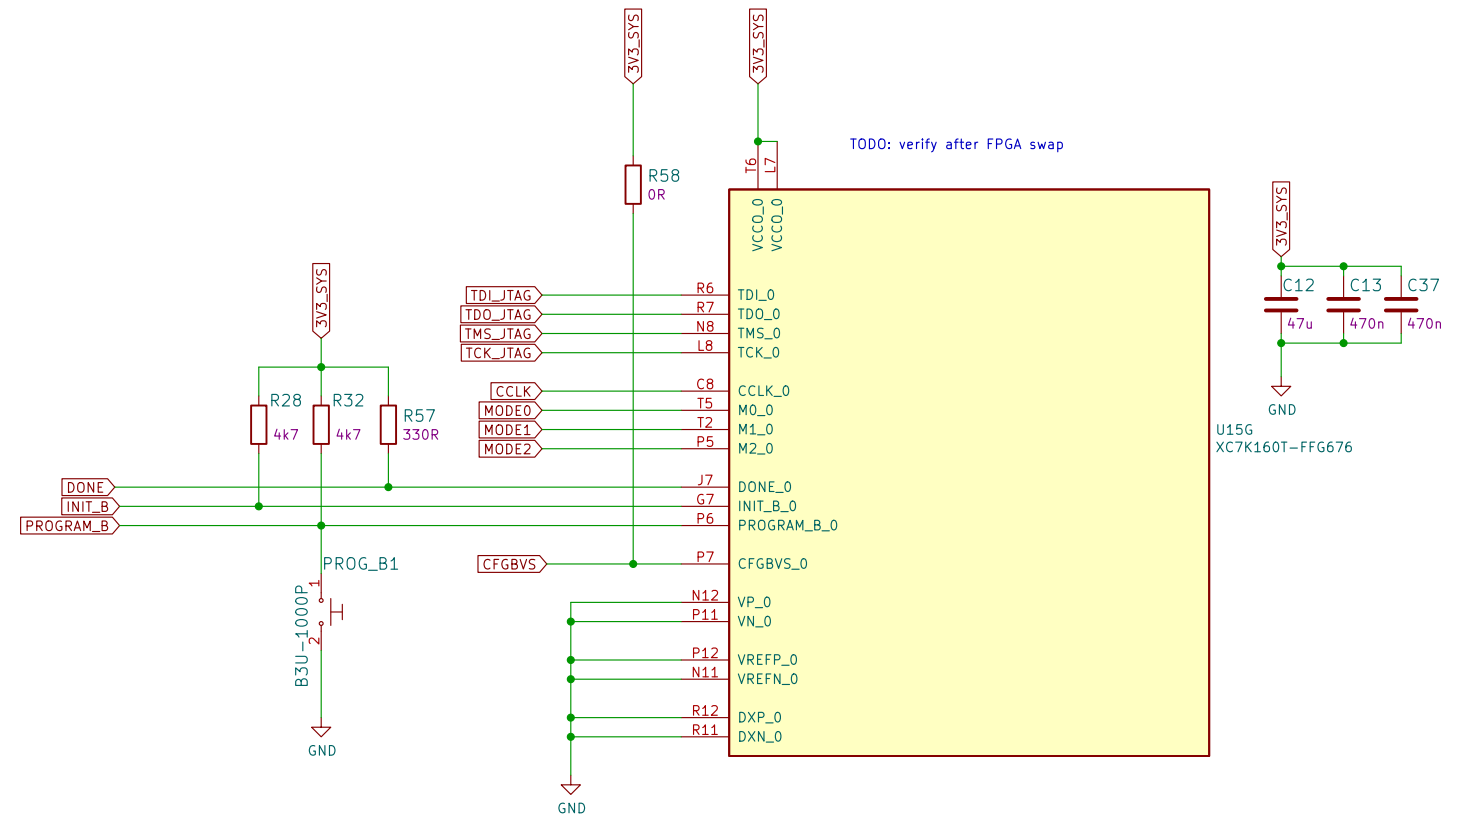 3V3_SYS
3V3_SYS
TODO: verify after FPGA swap
T6
L7
R58
0R
VCCO_0
VCCO_0
3V3_SYS
3V3_SYS
C12
47u
C13
470n
C37
470n
GND
TDI_JTAG
R6
TDI_0
TDO_JTAG
R7
TDO_0
TMS_JTAG
N8
TMS_0
TCK_JTAG
L8
TCK_0
CCLK
C8
CCLK_0
MODE0
T5
M0_0
MODE1
T2
M1_0
MODE2
P5
M2_0
R28
4k7
R32
4k7
R57
330R
U15G
XC7K160T-FFG676
DONE
J7
DONE_0
INIT_B
G7
INIT_B_0
PROGRAM_B
P6
PROGRAM_B_0
CFGBVS
P7
CFGBVS_0
PROG_B1
1
2
B3U-1000P
GND
N12
VP_0
P11
VN_0
P12
VREFP_0
N11
VREFN_0
R12
DXP_0
R11
DXN_0
GND